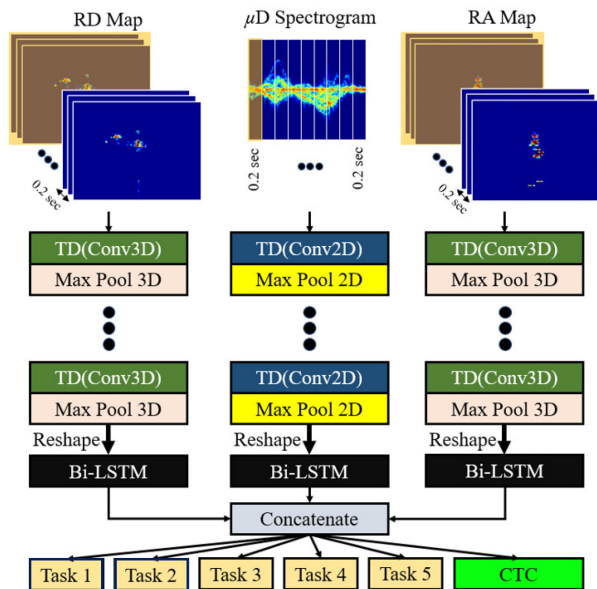 RD Map
μD Spectrogram
RA Map
0.2 sec
0.2 sec
0.2 sec
0.2 sec
TD(Conv3D)
TD(Conv2D)
TD(Conv3D)
Max Pool 3D
Max Pool 2D
Max Pool 3D
TD(Conv3D)
TD(Conv2D)
TD(Conv3D)
Max Pool 3D
Max Pool 2D
Max Pool 3D
Reshape
Reshape
Reshape
Bi-LSTM
Bi-LSTM
Bi-LSTM
Concatenate
Task 1
Task 2
Task 3
Task 4
Task 5
CTC